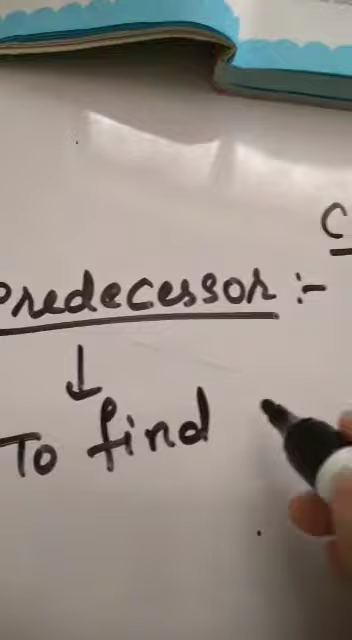 C
Predecessor :-
↓
To find